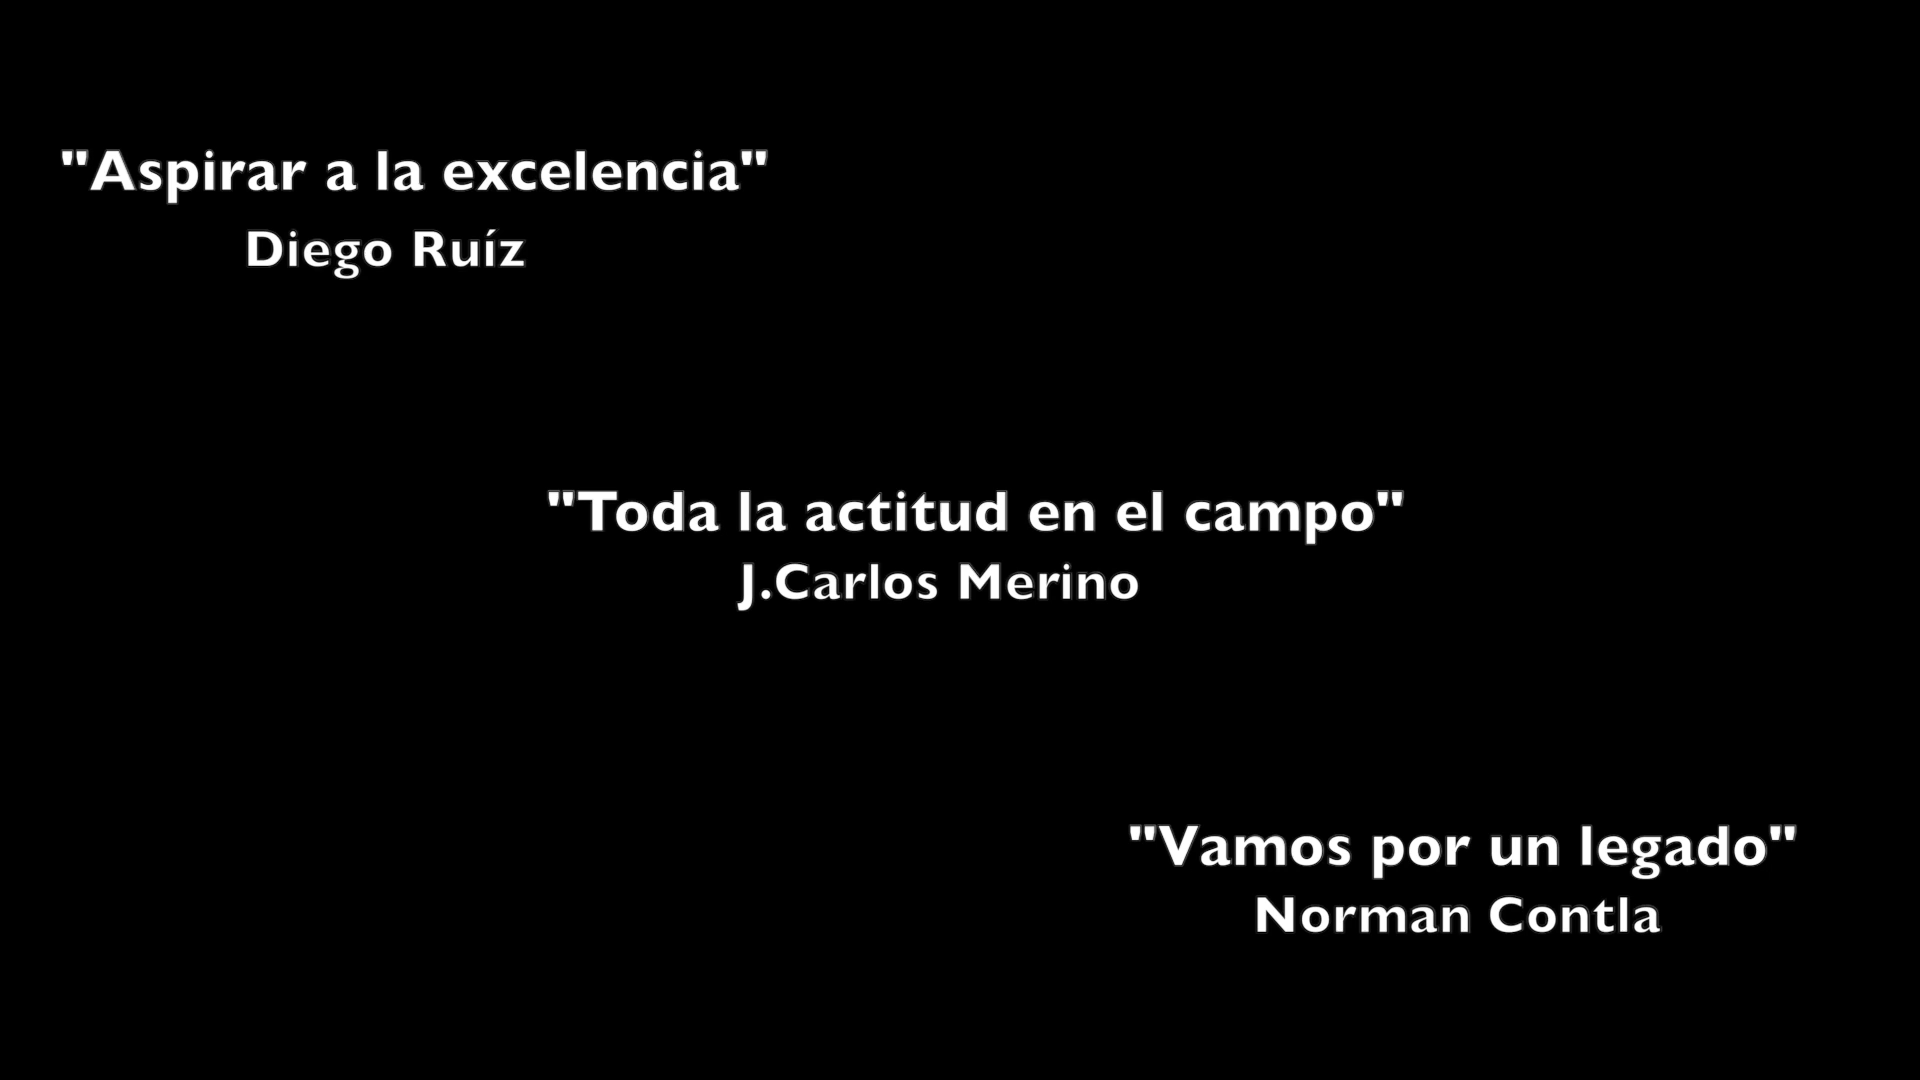 "Aspirar a la excelencia"
Diego Ruíz
"Toda la actitud en el campo"
J.Carlos Merino
"Vamos por un legado"
Norman Contla